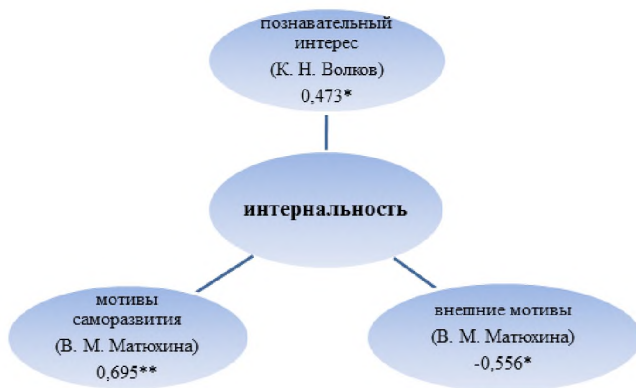 познавательный
интерес
(К. Н. Волков)
0,473*
интернальность
мотивы
саморазвития
(В. М. Матюхина)
0,695**
внешние мотивы
(В. М. Матюхина)
-0,556*